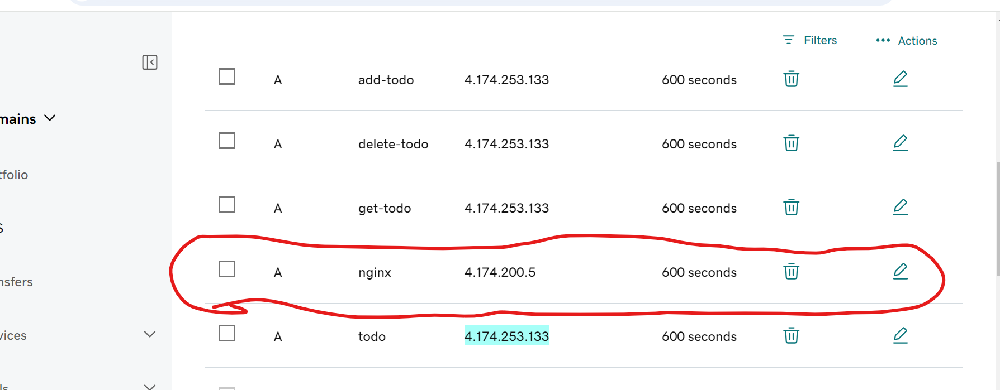 Filters
Actions
A add-todo 4.174.253.133 600 seconds
mains
A delete-todo 4.174.253.133 600 seconds
tfolio
A get-todo 4.174.253.133 600 seconds
S
A nginx 4.174.200.5 600 seconds
nsfers
A todo 4.174.253.133 600 seconds
vices
ls